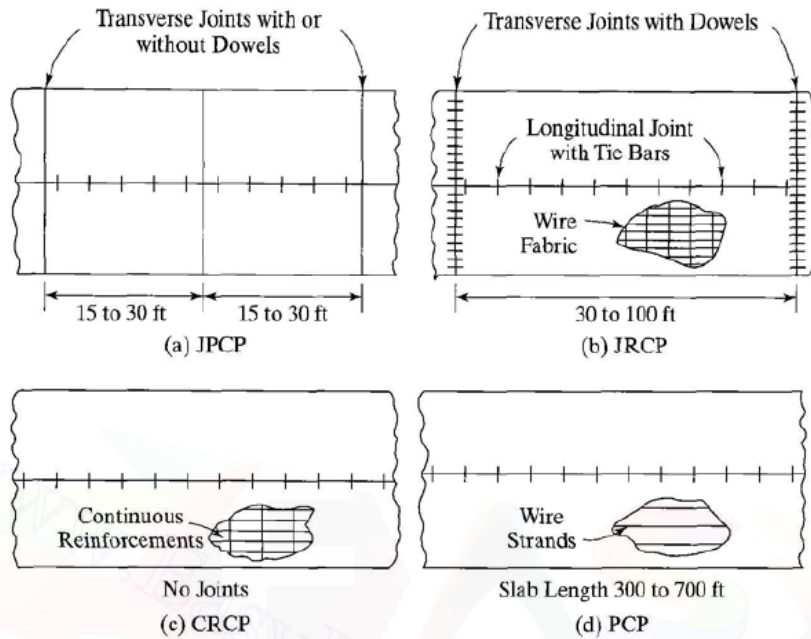 Transverse Joints with or
without Dowels
15 to 30 ft
15 to 30 ft
(a) JPCP
Transverse Joints with Dowels
Longitudinal Joint
with Tie Bars
Wire
Fabric
30 to 100 ft
(b) JRCP
Continuous
Reinforcements
No Joints
(c) CRCP
Wire
Strands
Slab Length 300 to 700 ft
(d) PCP